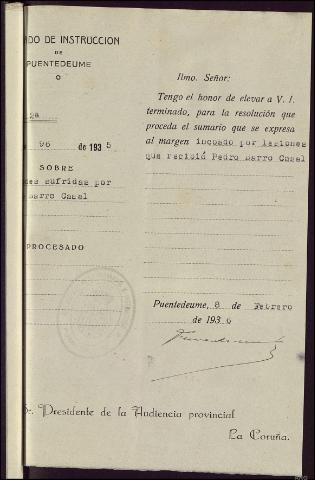 ADO DE INSTRUCCION
DE
PUENTEDEUME
2ª
96 de 1935
SOBRE
es sufridas por
Barro Casal
PROCESADO
Ilmo. Señor:
Tengo el honor de elevar a V. I.
terminado, para la resolución que
proceda el sumario que se expresa
al margen incoado por lesiones
que recibió Pedro Barro Casal
Puentedeume, 8 de Febrero
de 1936
Sr. Presidente de la Audiencia provincial
La Coruña.